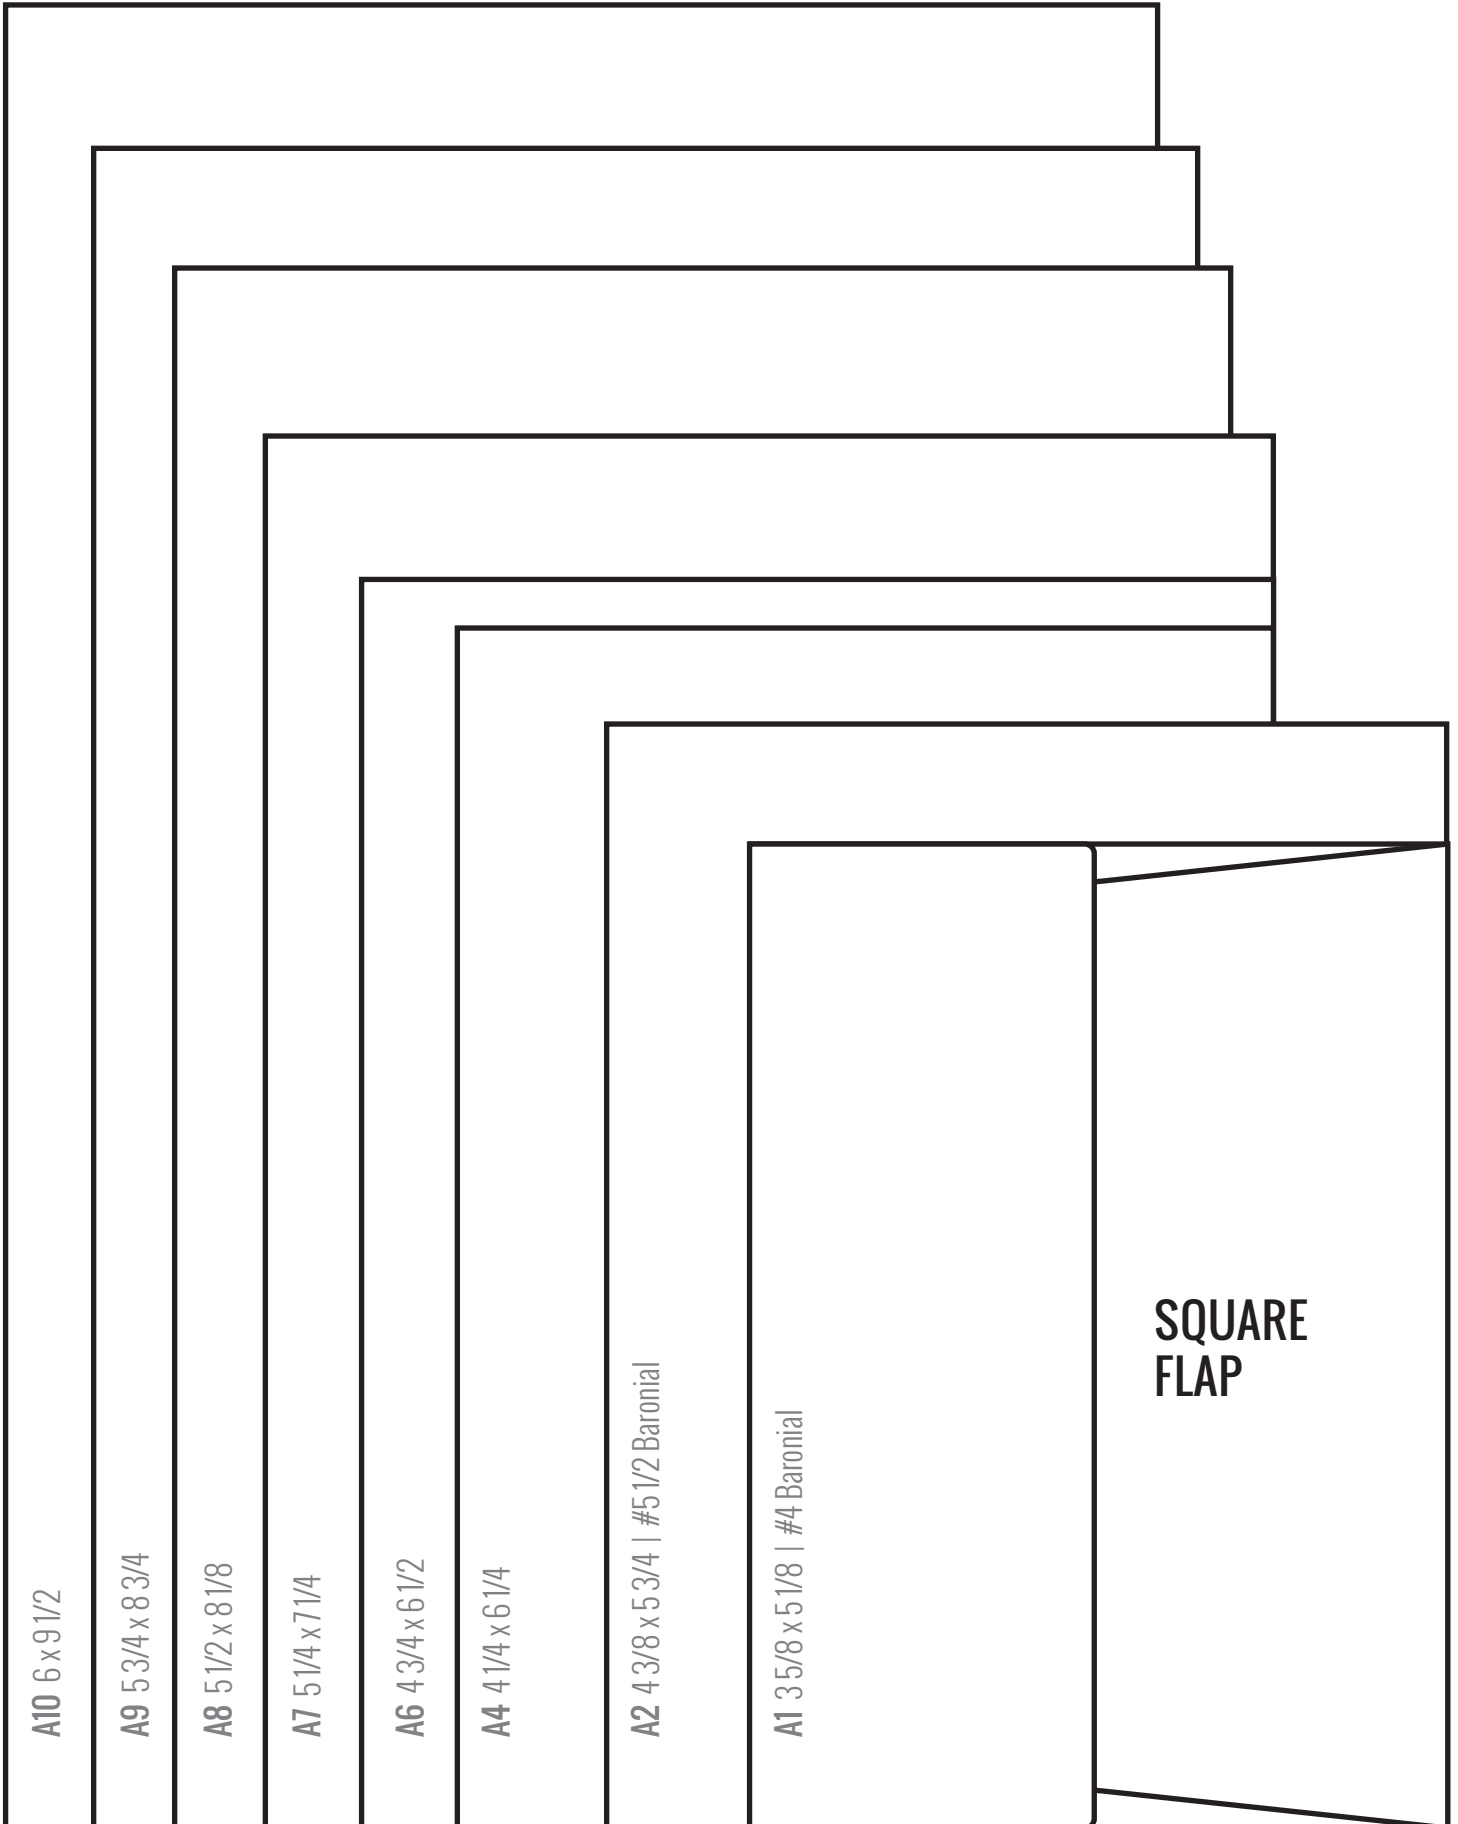 A10 6 x 9 1/2
A9 5 3/4 x 8 3/4
A8 5 1/2 x 8 1/8
A7 5 1/4 x 7 1/4
A6 4 3/4 x 6 1/2
A4 4 1/4 x 6 1/4
A2 4 3/8 x 5 3/4 | #5 1/2 Baronial
A1 3 5/8 x 5 1/8 | #4 Baronial
SQUARE
FLAP